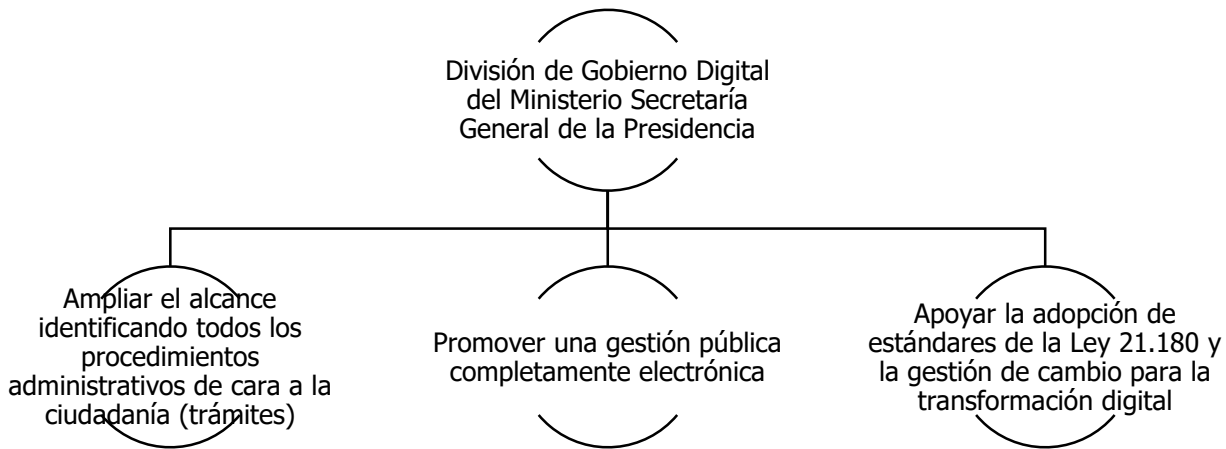 División de Gobierno Digital
del Ministerio Secretaría
General de la Presidencia
Ampliar el alcance
identificando todos los
procedimientos
administrativos de cara a la
ciudadanía (trámites)
Promover una gestión pública
completamente electrónica
Apoyar la adopción de
estándares de la Ley 21.180 y
la gestión de cambio para la
transformación digital